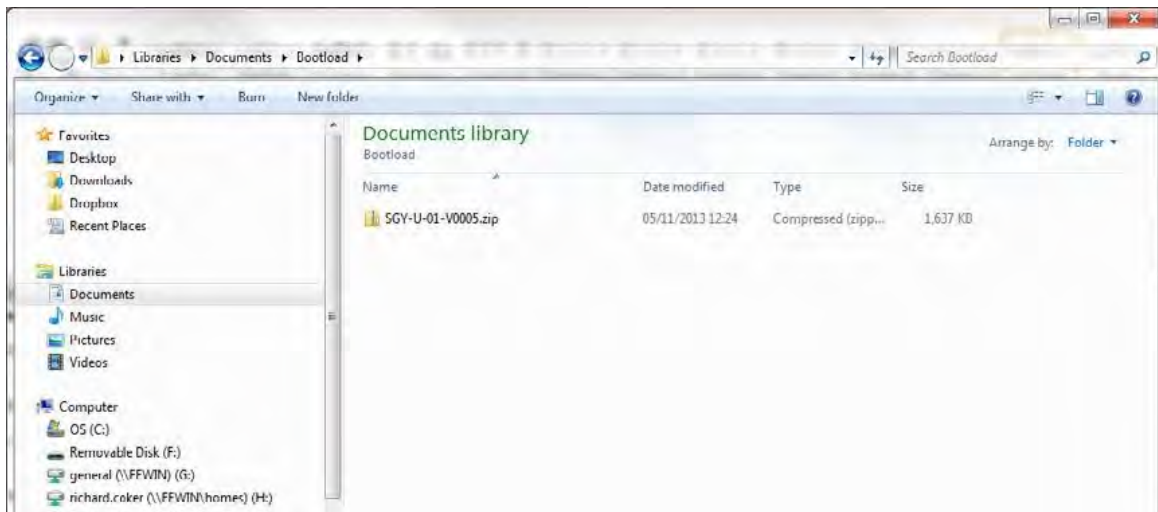 Libraries ▸ Documents ▸ Bootload ▸
Search Bootload
Organize Share with Burn New folder
Favorites
Desktop
Downloads
Dropbox
Recent Places
Libraries
Documents
Music
Pictures
Videos
Computer
OS (C:)
Removable Disk (F:)
general (\\FFWIN) (G:)
richard.coker (\\FFWIN\homes) (H:)
Documents library
Bootload
Arrange by: Folder
Name Date modified Type Size
SGY-U-01-V0005.zip 05/11/2013 12:24 Compressed (zipp... 1,637 KB